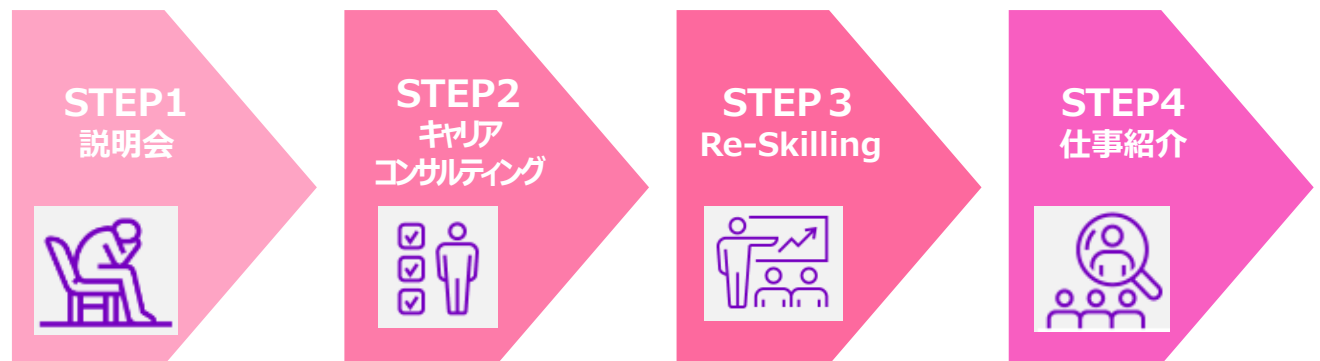 STEP1
説明会
STEP2
キャリア
コンサルティング
STEP３
Re-Skilling
STEP4
仕事紹介